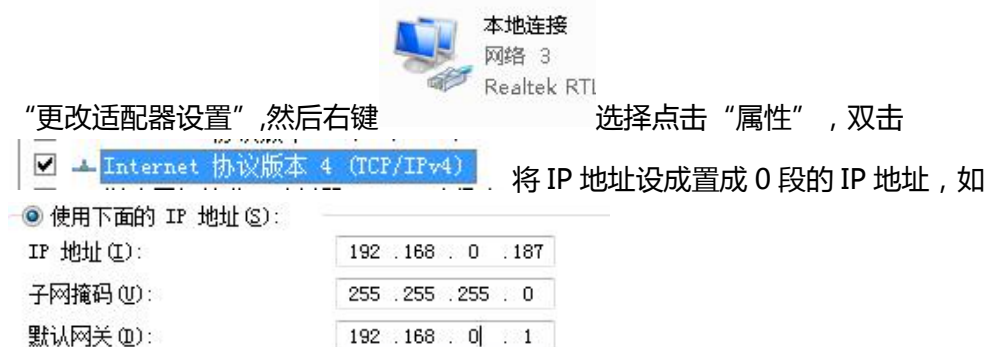 本地连接
网络 3
Realtek RTL
“更改适配器设置”,然后右键 选择点击“属性”，双击
Internet 协议版本 4 (TCP/IPv4)
将 IP 地址设成置成 0 段的 IP 地址，如
使用下面的 IP 地址(S):
IP 地址(I): 192 .168 . 0 .187
子网掩码(U): 255 .255 .255 . 0
默认网关(D): 192 .168 . 0 . 1